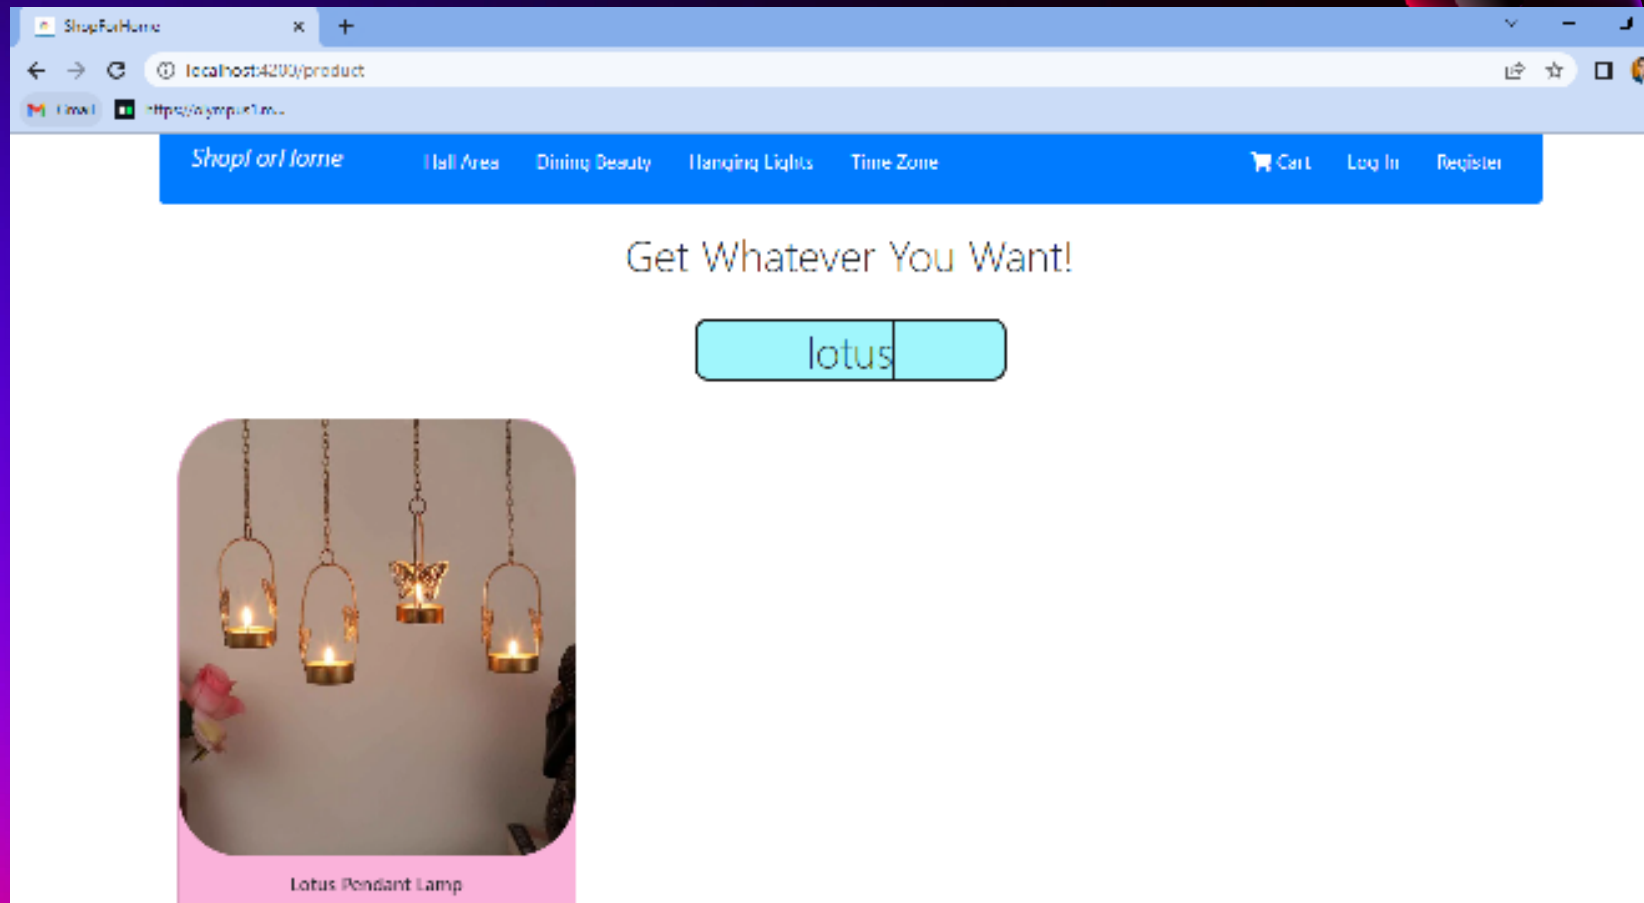 ShopForHome
localhost:4200/product
Gmail
ShopForHome Hall Area Dining Beauty Hanging Lights Time Zone Cart Log In Register
Get Whatever You Want!
lotus
Lotus Pendant Lamp